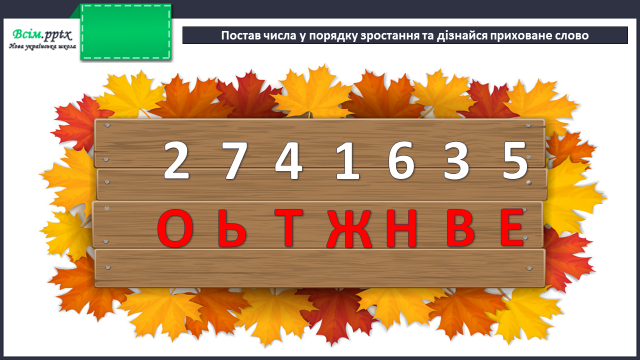 Всім.pptx
Нова українська школа
Постав числа у порядку зростання та дізнайся приховане слово
2 7 4 1 6 3 5
О Ь Т Ж Н В Е